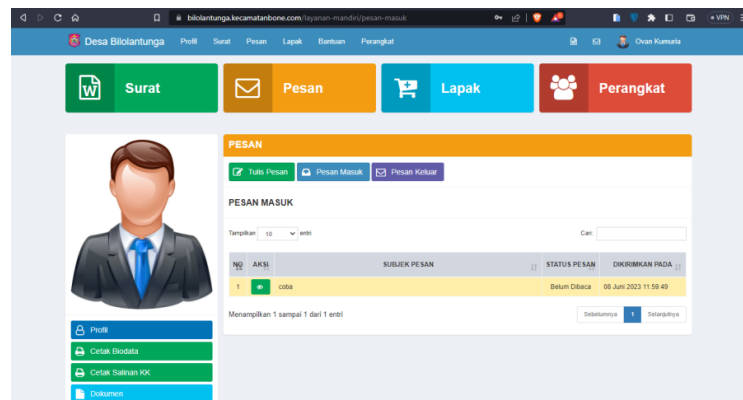 bilolantunga.kecamatanbone.com/layanan-mandiri/pesan-masuk
VPN
Desa Bilolantunga Profil Surat Pesan Lapak Bantuan Perangkat Ovan Kumuria
Surat Pesan Lapak Perangkat
PESAN
Tulis Pesan Pesan Masuk Pesan Keluar
PESAN MASUK
Tampilkan 10 entri Cari:
NO AKSI SUBJEK PESAN STATUS PESAN DIKIRIMKAN PADA
1 coba Belum Dibaca 08 Juni 2023 11:59:49
Menampilkan 1 sampai 1 dari 1 entri Sebelumnya 1 Selanjutnya
Profil
Cetak Biodata
Cetak Salinan KK
Dokumen